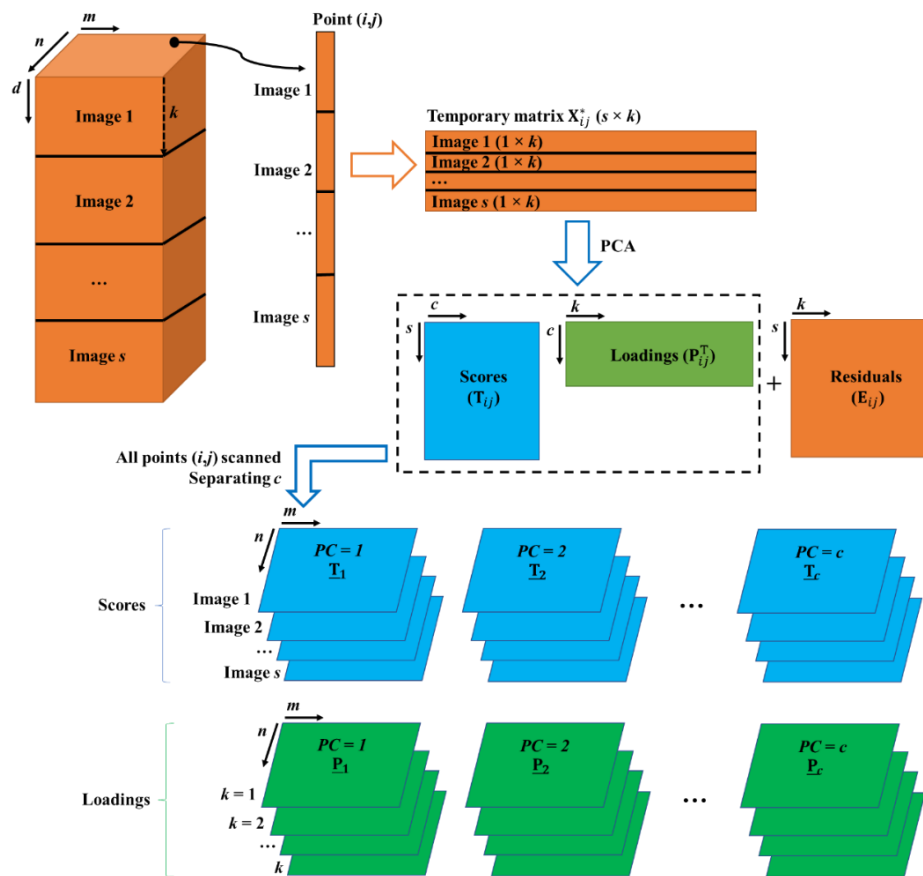 Point (i,j)
m
n
d
k
Image 1
Image 2
...
Image s
Image 1
Image 2
...
Image s
Temporary matrix X*ij (s × k)
Image 1 (1 × k)
Image 2 (1 × k)
...
Image s (1 × k)
PCA
c
s
Scores
(Tij)
k
c
Loadings (PijT)
+
k
s
Residuals
(Eij)
All points (i,j) scanned
Separating c
Scores
m
n
PC = 1
T1
PC = 2
T2
...
PC = c
Tc
Image 1
Image 2
...
Image s
Loadings
m
n
PC = 1
P1
PC = 2
P2
...
PC = c
Pc
k = 1
k = 2
...
k